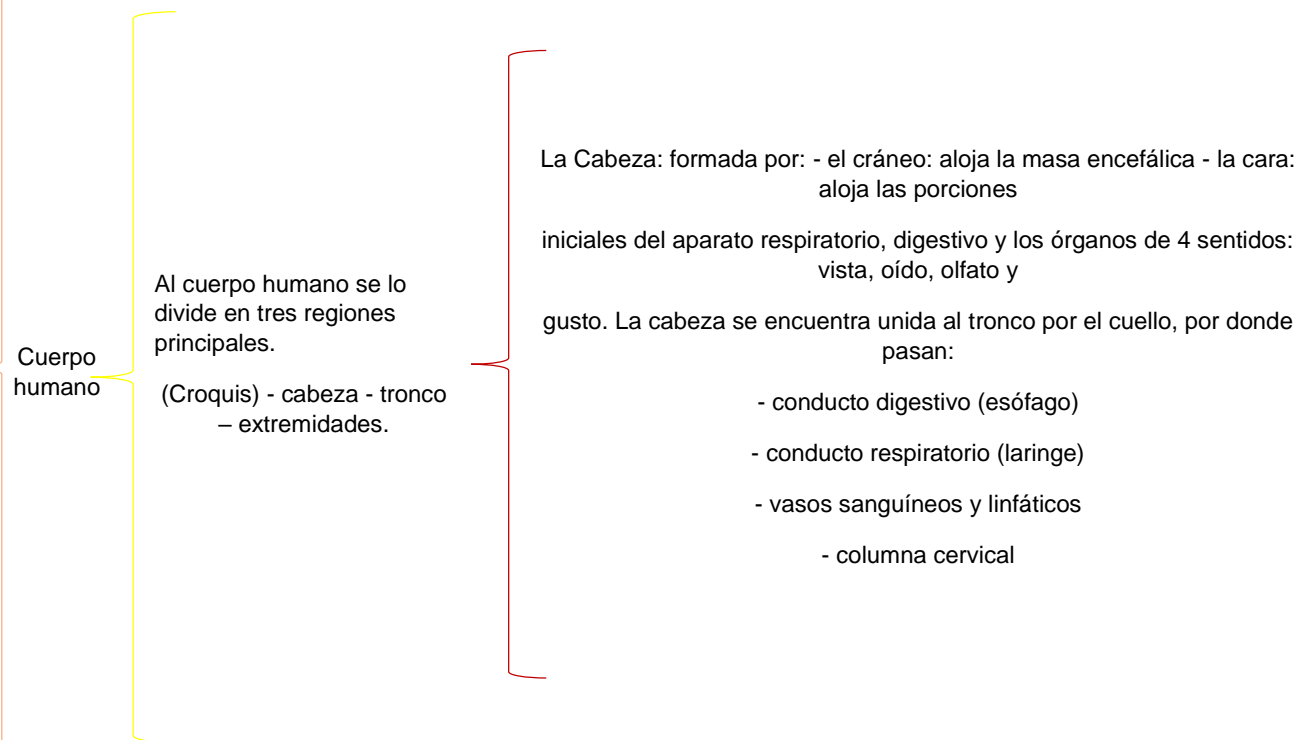 Cuerpo
humano
Al cuerpo humano se lo
divide en tres regiones
principales.
(Croquis) - cabeza - tronco
– extremidades.
La Cabeza: formada por: - el cráneo: aloja la masa encefálica - la cara:
aloja las porciones
iniciales del aparato respiratorio, digestivo y los órganos de 4 sentidos:
vista, oído, olfato y
gusto. La cabeza se encuentra unida al tronco por el cuello, por donde
pasan:
- conducto digestivo (esófago)
- conducto respiratorio (laringe)
- vasos sanguíneos y linfáticos
- columna cervical